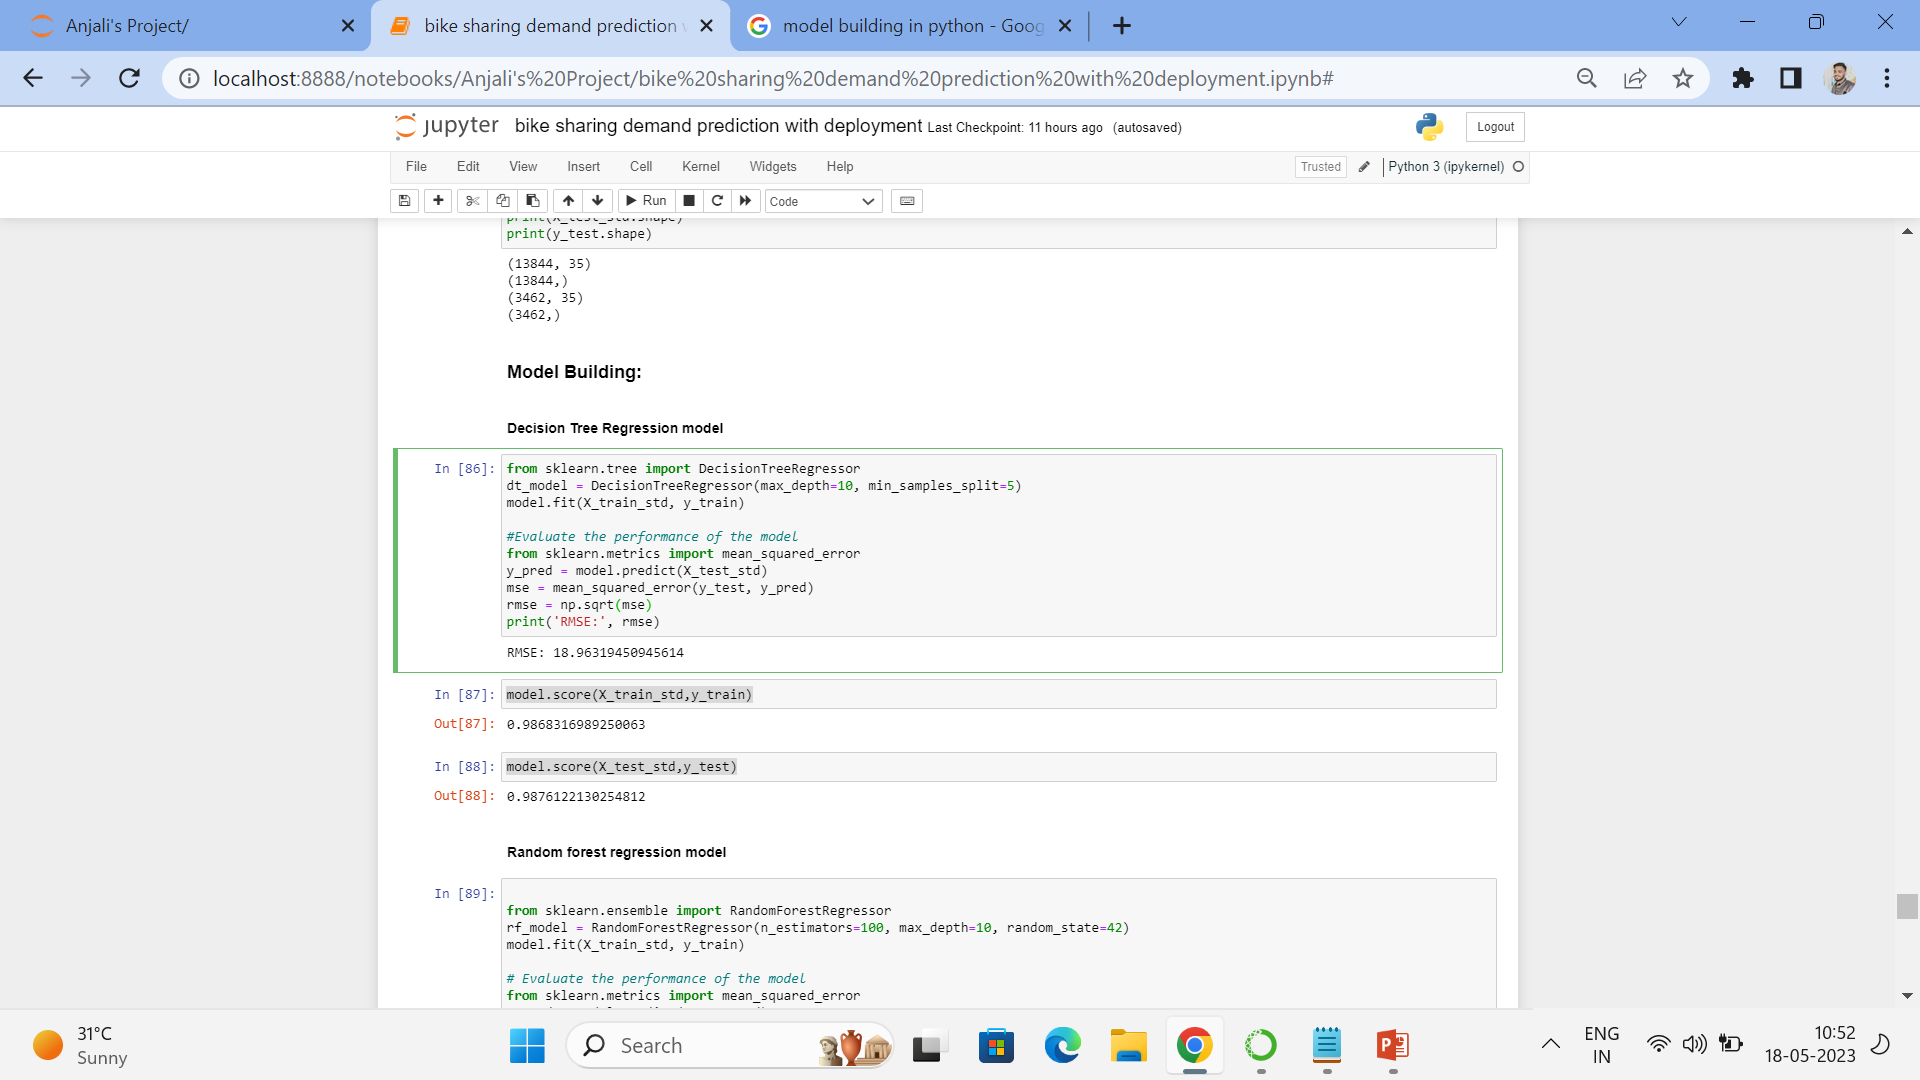 Anjali's Project/
bike sharing demand prediction
model building in python - Goog
localhost:8888/notebooks/Anjali's%20Project/bike%20sharing%20demand%20prediction%20with%20deployment.ipynb#
jupyter bike sharing demand prediction with deployment Last Checkpoint: 11 hours ago (autosaved)
Logout
File Edit View Insert Cell Kernel Widgets Help
Trusted Python 3 (ipykernel)
Run Code
print(X_test_std.shape)
print(y_test.shape)
(13844, 35)
(13844,)
(3462, 35)
(3462,)
Model Building:
Decision Tree Regression model
In [86]: from sklearn.tree import DecisionTreeRegressor
dt_model = DecisionTreeRegressor(max_depth=10, min_samples_split=5)
model.fit(X_train_std, y_train)
#Evaluate the performance of the model
from sklearn.metrics import mean_squared_error
y_pred = model.predict(X_test_std)
mse = mean_squared_error(y_test, y_pred)
rmse = np.sqrt(mse)
print('RMSE:', rmse)
RMSE: 18.96319450945614
In [87]: model.score(X_train_std,y_train)
Out[87]: 0.9868316989250063
In [88]: model.score(X_test_std,y_test)
Out[88]: 0.9876122130254812
Random forest regression model
In [89]:
from sklearn.ensemble import RandomForestRegressor
rf_model = RandomForestRegressor(n_estimators=100, max_depth=10, random_state=42)
model.fit(X_train_std, y_train)
# Evaluate the performance of the model
from sklearn.metrics import mean_squared_error
31°C
Sunny
Search
ENG
IN
10:52
18-05-2023